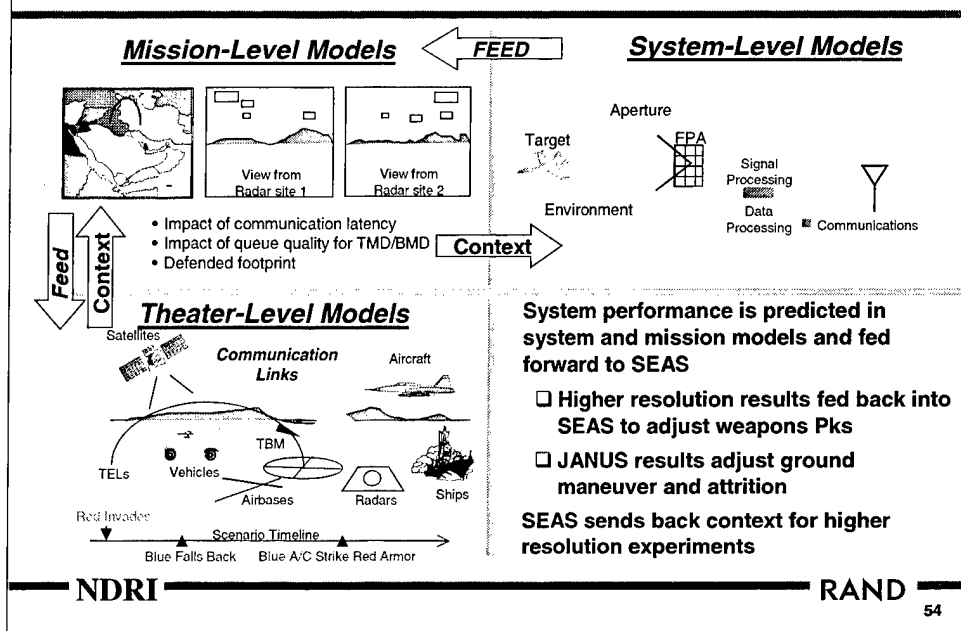 Mission-Level Models
FEED
System-Level Models
View from
Radar site 1
View from
Radar site 2
Target
Aperture
FPA
Environment
Signal
Processing
Data
Processing
Communications
• Impact of communication latency
• Impact of queue quality for TMD/BMD
• Defended footprint
Context
Feed
Context
Theater-Level Models
Satellites
Communication
Links
Aircraft
TBM
TELs
Vehicles
Airbases
Radars
Ships
Red Invades
Scenario Timeline
Blue Falls Back
Blue A/C Strike Red Armor
System performance is predicted in
system and mission models and fed
forward to SEAS
❑ Higher resolution results fed back into
SEAS to adjust weapons Pks
❑ JANUS results adjust ground
maneuver and attrition
SEAS sends back context for higher
resolution experiments
NDRI
RAND
54